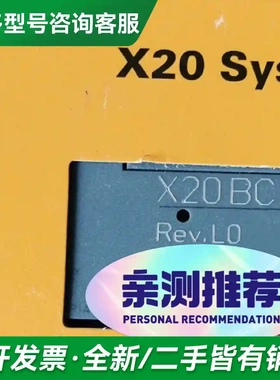 多型号咨询客服
X20 Sys
X20 BC
Rev. L0
亲测推荐
PERSONAL RECOMMENDATION
开发票·全新/二手皆有销